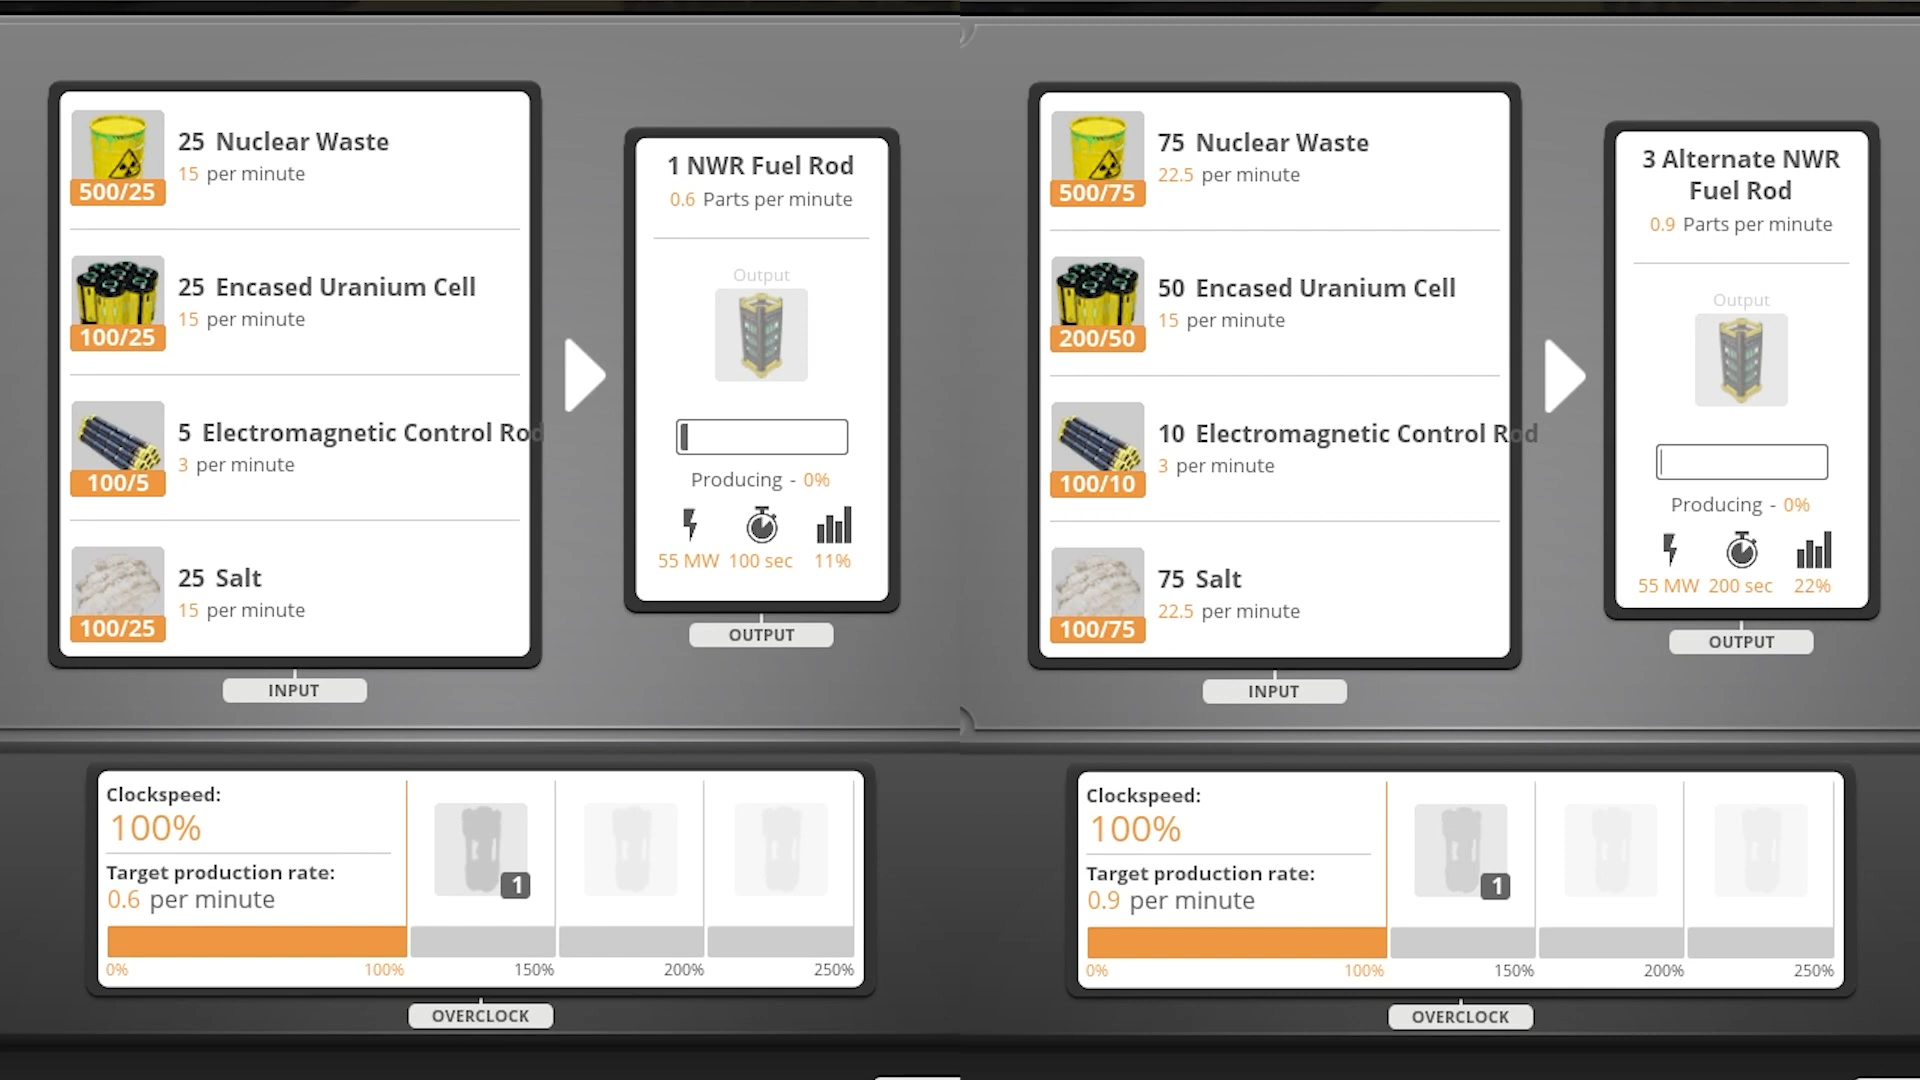 25 Nuclear Waste
15 per minute
500/25
25 Encased Uranium Cell
15 per minute
100/25
5 Electromagnetic Control Rod
3 per minute
100/5
25 Salt
15 per minute
100/25
INPUT
1 NWR Fuel Rod
0.6 Parts per minute
Output
Producing - 0%
55 MW 100 sec 11%
OUTPUT
Clockspeed:
100%
Target production rate:
0.6 per minute
1
0% 100% 150% 200% 250%
OVERCLOCK
75 Nuclear Waste
22.5 per minute
500/75
50 Encased Uranium Cell
15 per minute
200/50
10 Electromagnetic Control Rod
3 per minute
100/10
75 Salt
22.5 per minute
100/75
INPUT
3 Alternate NWR
Fuel Rod
0.9 Parts per minute
Output
Producing - 0%
55 MW 200 sec 22%
OUTPUT
Clockspeed:
100%
Target production rate:
0.9 per minute
1
0% 100% 150% 200% 250%
OVERCLOCK